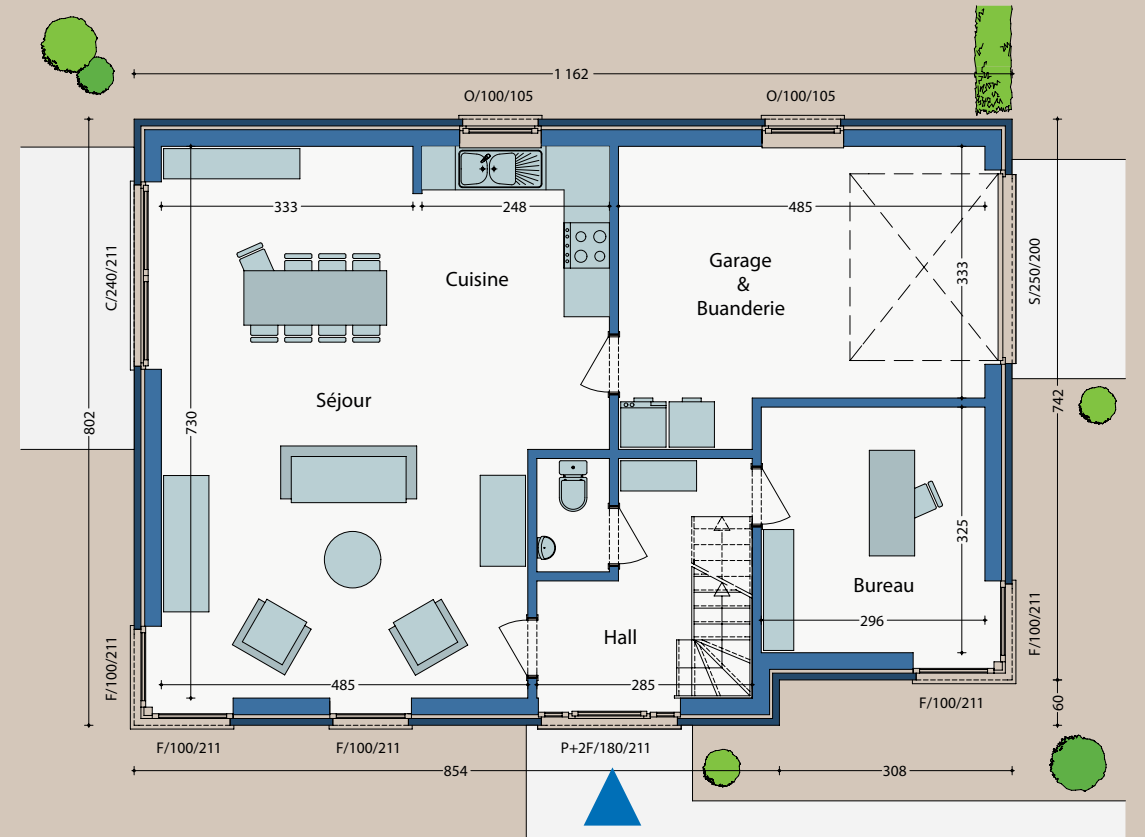 1 162
O/100/105
O/100/105
333
248
485
C/240/211
Cuisine
Garage
&
Buanderie
333
S/250/200
Séjour
802
730
742
325
Bureau
296
Hall
F/100/211
F/100/211
485
285
F/100/211
60
F/100/211
F/100/211
P+2F/180/211
854
308